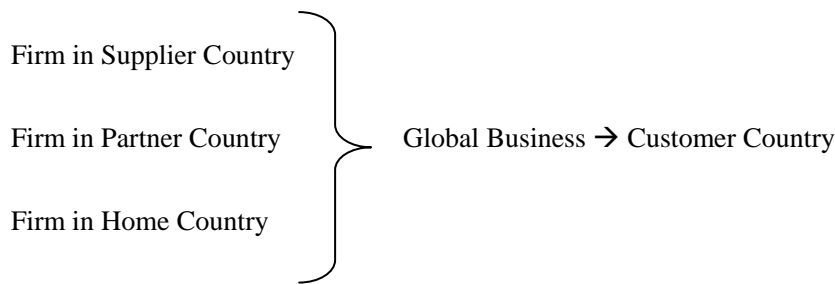 Firm in Supplier Country
Firm in Partner Country
Global Business → Customer Country
Firm in Home Country